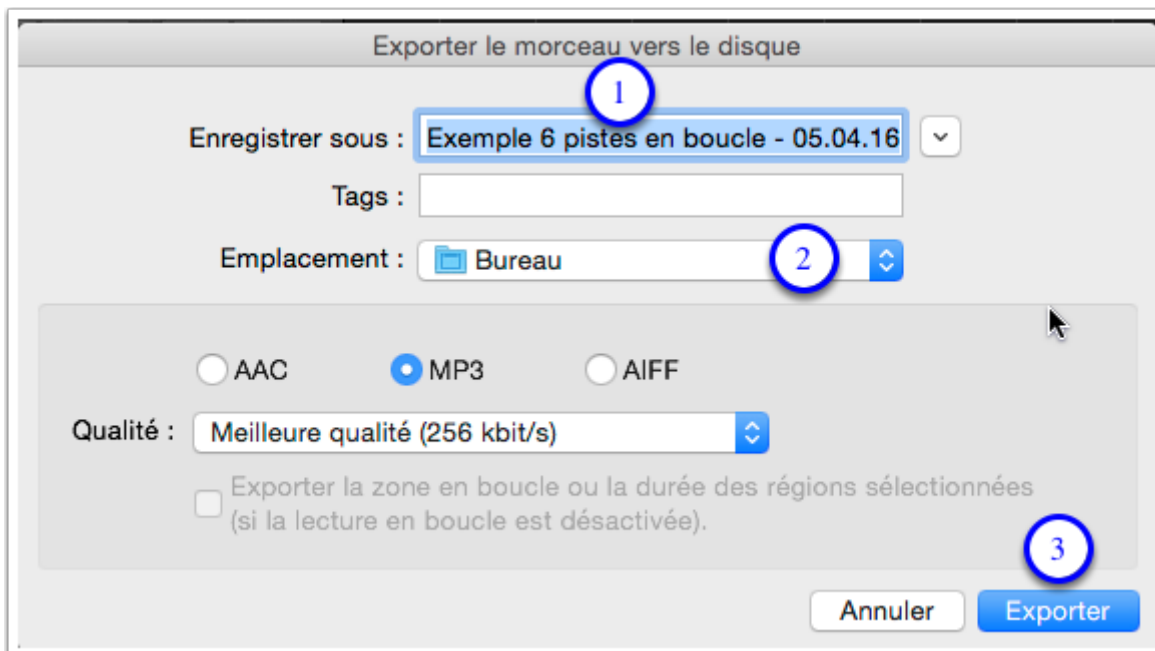 Exporter le morceau vers le disque
1
Enregistrer sous : Exemple 6 pistes en boucle - 05.04.16
Tags :
Emplacement : Bureau 2
AAC MP3 AIFF
Qualité : Meilleure qualité (256 kbit/s)
Exporter la zone en boucle ou la durée des régions sélectionnées
(si la lecture en boucle est désactivée).
3
Annuler Exporter